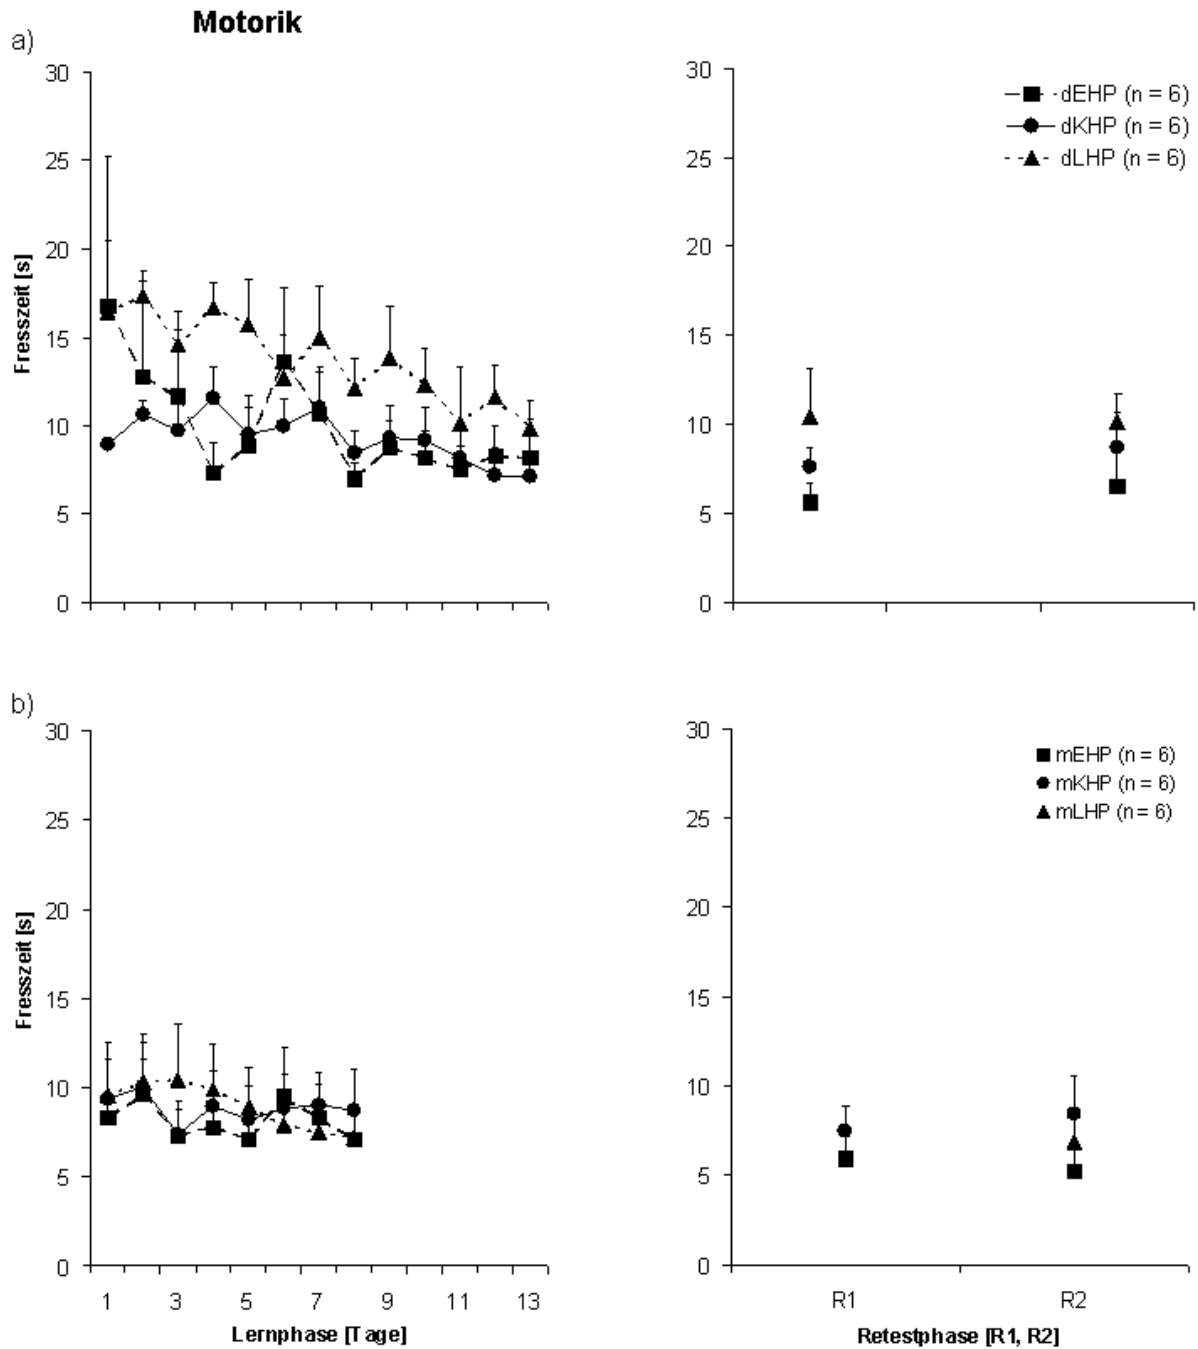 Motorik
a)
30
25
20
15
10
5
0
Fresszeit [s]
30
25
20
15
10
5
0
dEHP (n = 6)
dKHP (n = 6)
dLHP (n = 6)
b)
30
25
20
15
10
5
0
Fresszeit [s]
1 3 5 7 9 11 13
Lernphase [Tage]
30
25
20
15
10
5
0
mEHP (n = 6)
mKHP (n = 6)
mLHP (n = 6)
R1 R2
Retestphase [R1, R2]